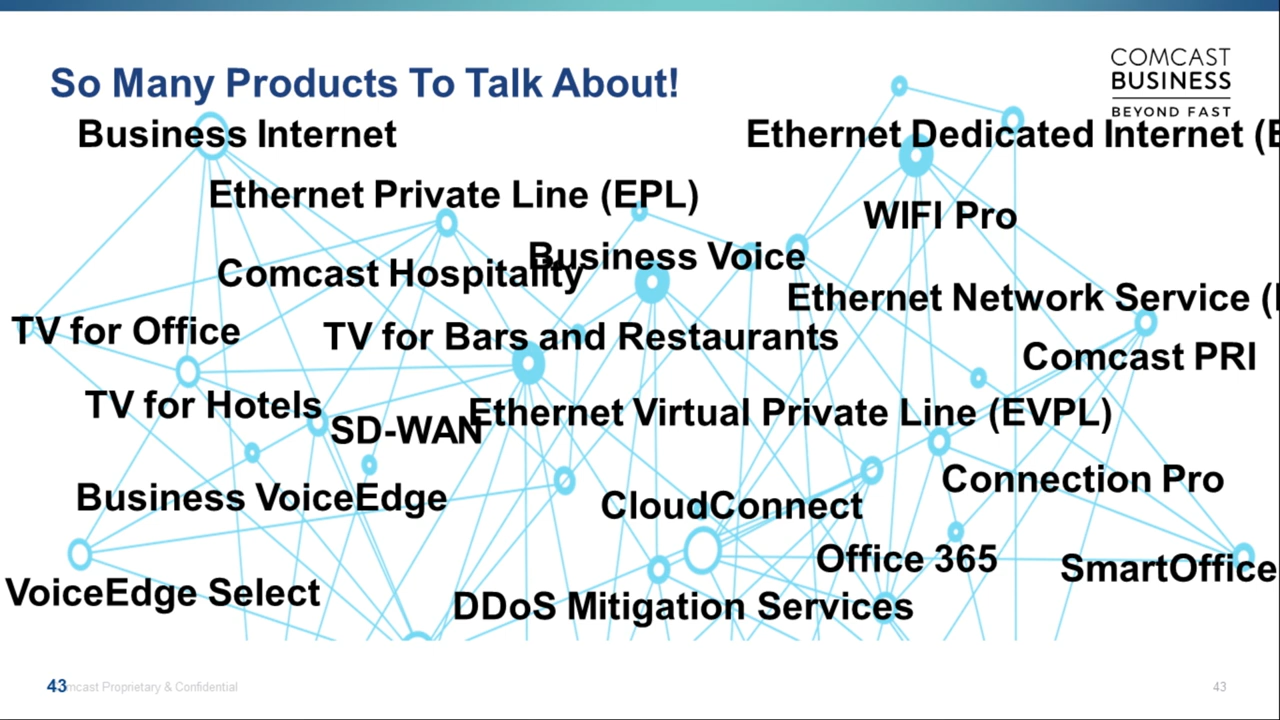 COMCAST
BUSINESS
BEYOND FAST
So Many Products To Talk About!
Business Internet
Ethernet Dedicated Internet (E
Ethernet Private Line (EPL)
WIFI Pro
Business Voice
Comcast Hospitality
Ethernet Network Service (
TV for Office
TV for Bars and Restaurants
Comcast PRI
TV for Hotels
Ethernet Virtual Private Line (EVPL)
SD-WAN
Connection Pro
Business VoiceEdge
CloudConnect
Office 365
SmartOffice
VoiceEdge Select
DDoS Mitigation Services
43
mcast Proprietary & Confidential
43